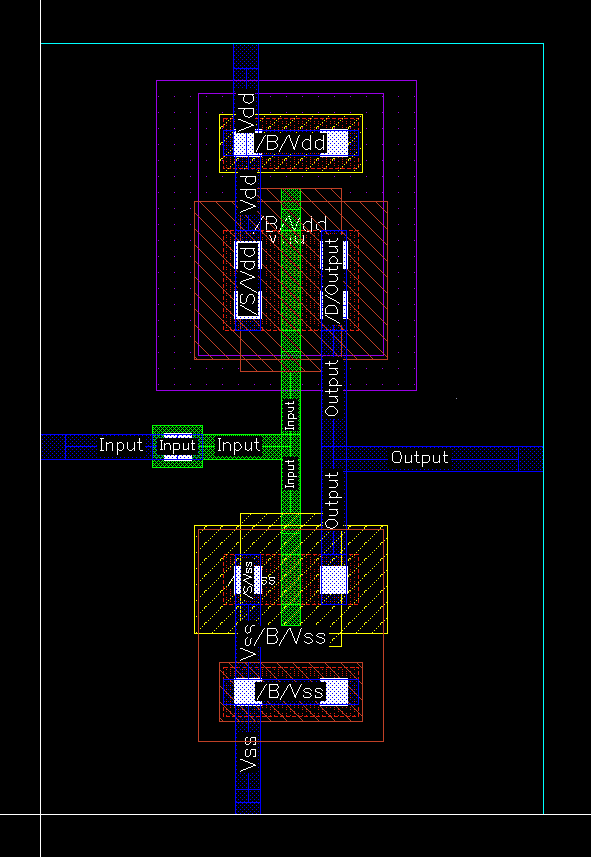 Vdd
/B/Vdd
Vdd
/B/Vdd
/S/Vdd
/D/Output
Output
Input
Input
Input
Input
Output
Input
Output
/S/Vss
Vss
/B/Vss
/B/Vss
Vss